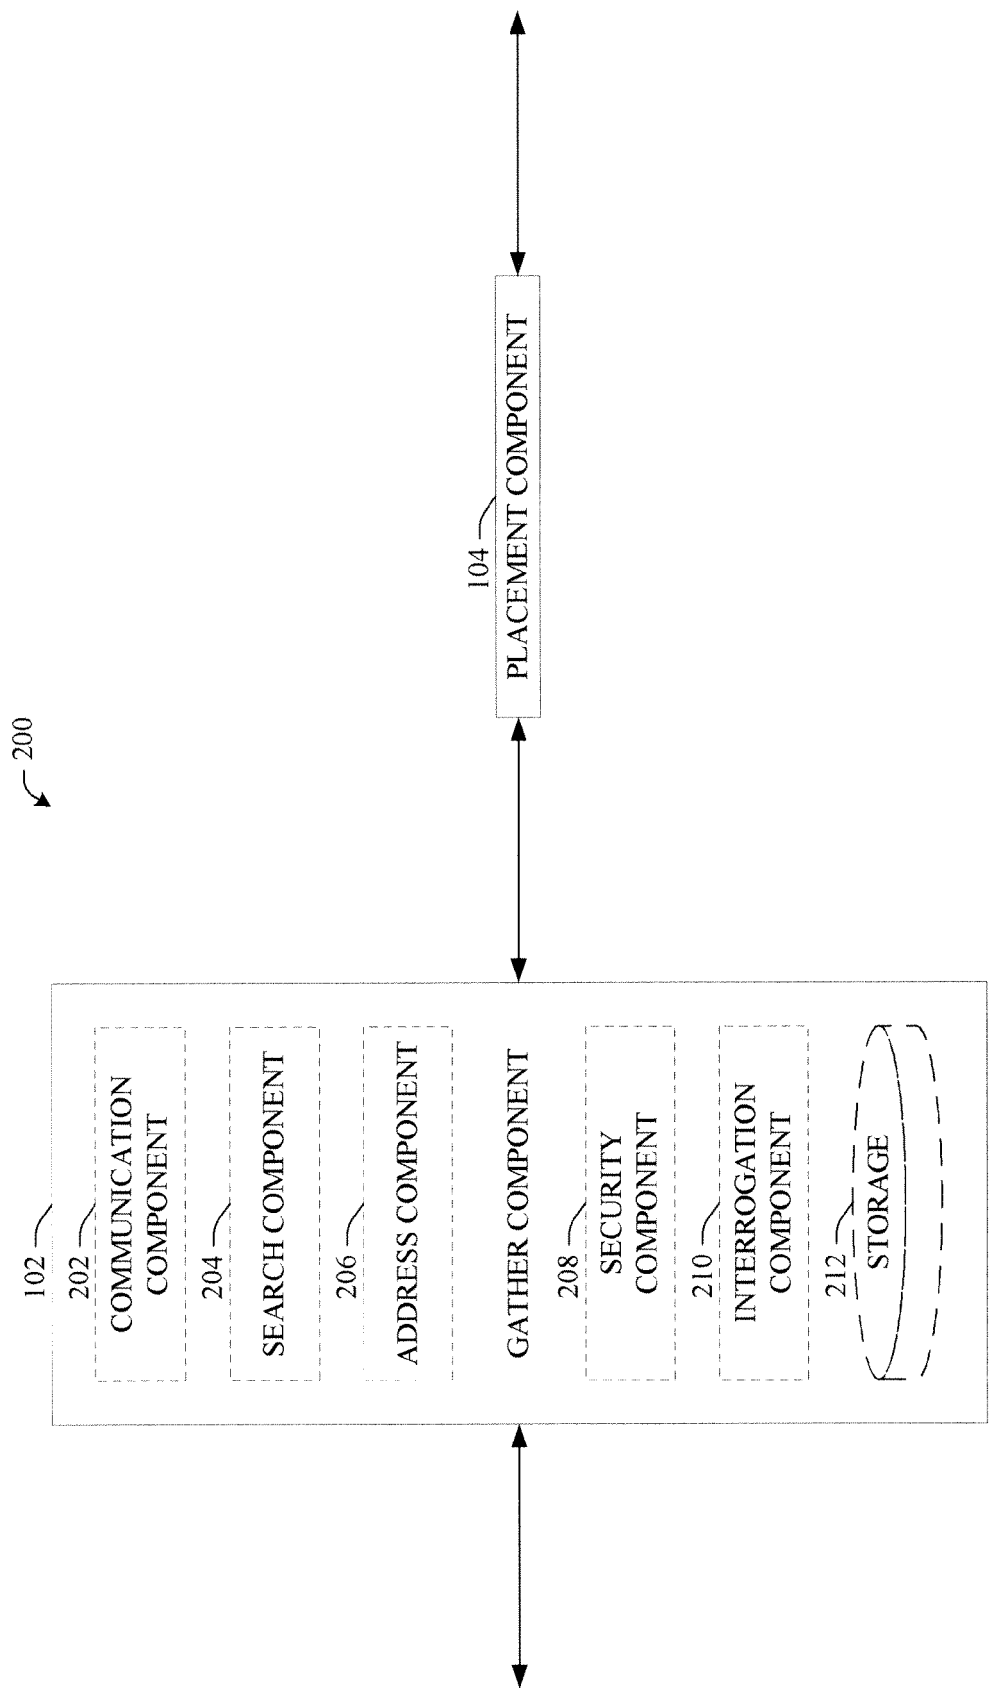 200
102
202
COMMUNICATION
COMPONENT
204
SEARCH COMPONENT
206
ADDRESS COMPONENT
GATHER COMPONENT
208
SECURITY
COMPONENT
210
INTERROGATION
COMPONENT
212
STORAGE
104
PLACEMENT COMPONENT